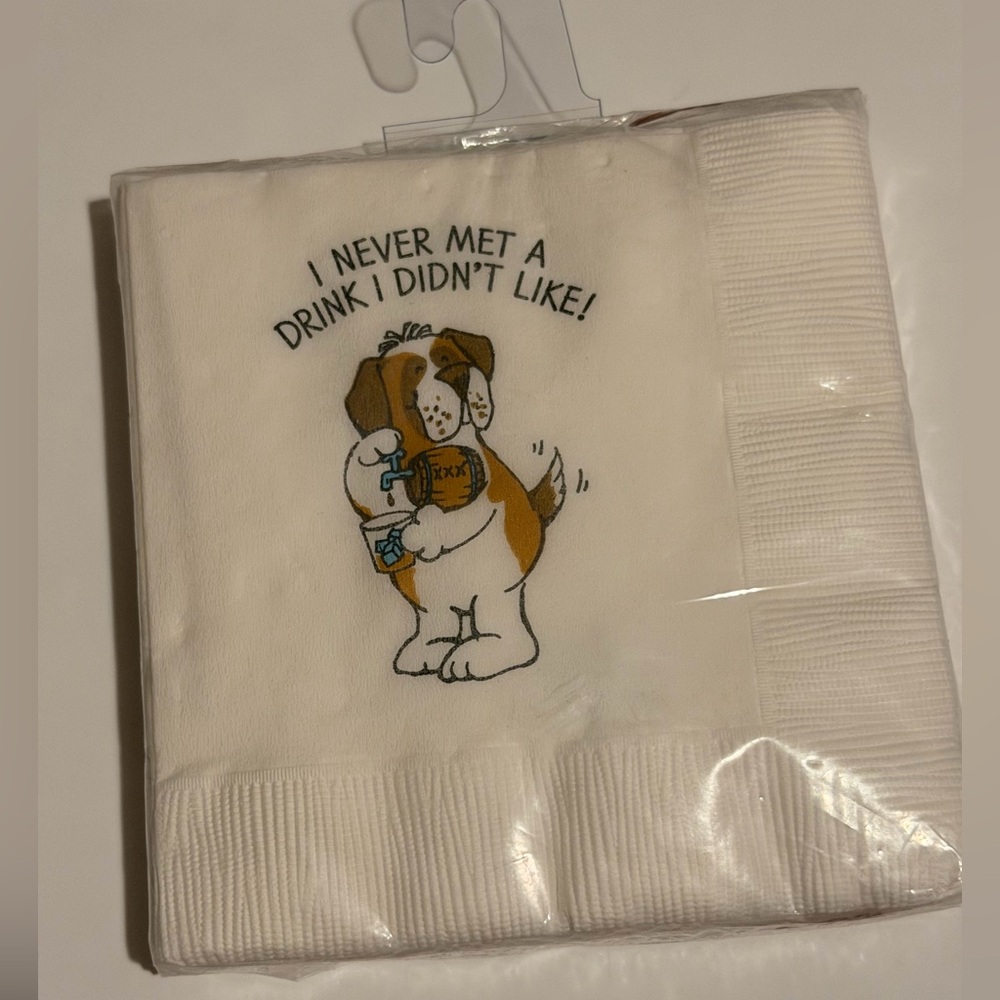 I NEVER MET A
DRINK I DIDN'T LIKE!
XXX